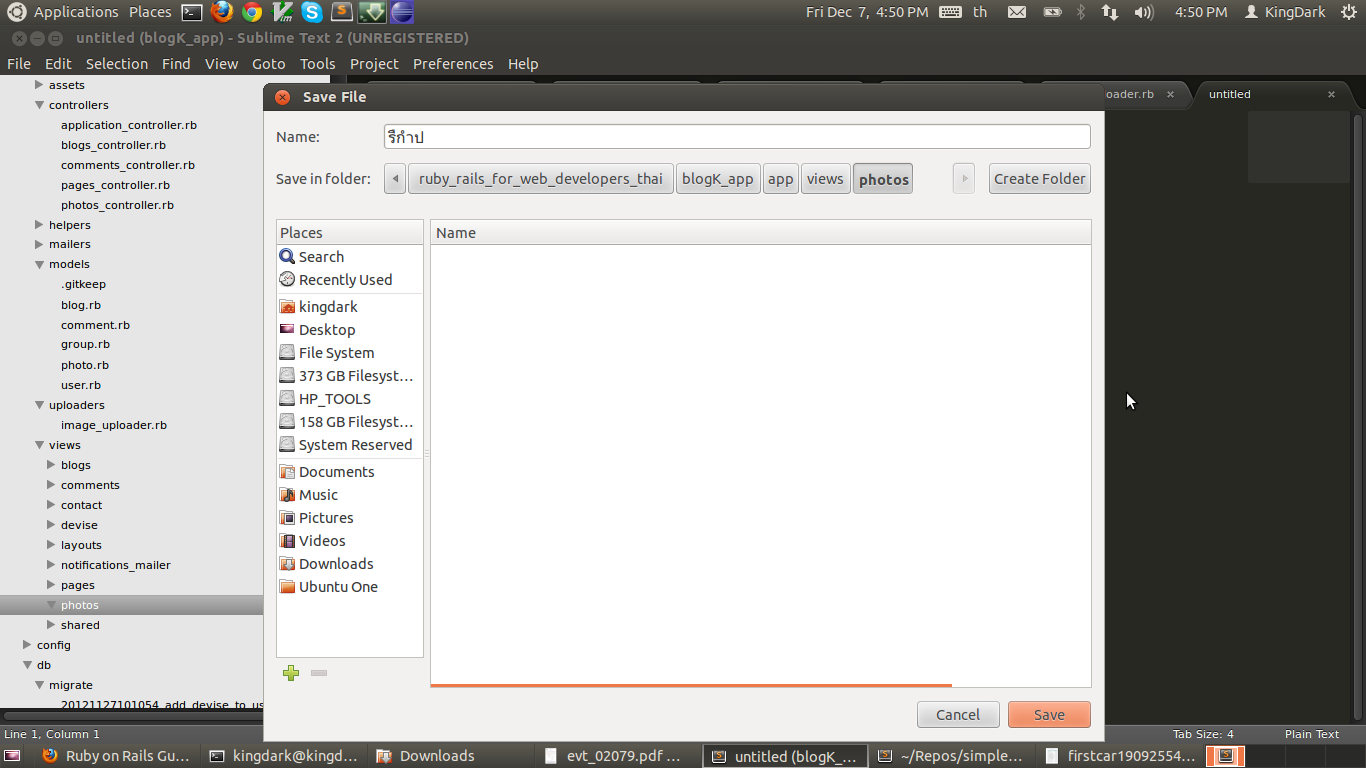 Applications Places Fri Dec 7, 4:50 PM th 4:50 PM KingDark
untitled (blogK_app) - Sublime Text 2 (UNREGISTERED)
File Edit Selection Find View Goto Tools Project Preferences Help
assets
controllers
application_controller.rb
blogs_controller.rb
comments_controller.rb
pages_controller.rb
photos_controller.rb
helpers
mailers
models
.gitkeep
blog.rb
comment.rb
group.rb
photo.rb
user.rb
uploaders
image_uploader.rb
views
blogs
comments
contact
devise
layouts
notifications_mailer
pages
photos
shared
config
db
migrate
20121127101054_add_devise_to_us
oader.rb untitled
Save File
Name: รืกำป
Save in folder: ruby_rails_for_web_developers_thai blogK_app app views photos Create Folder
Places Name
Search
Recently Used
kingdark
Desktop
File System
373 GB Filesyst...
HP_TOOLS
158 GB Filesyst...
System Reserved
Documents
Music
Pictures
Videos
Downloads
Ubuntu One
Cancel Save
Line 1, Column 1 Tab Size: 4 Plain Text
Ruby on Rails Gu... kingdark@kingd... Downloads evt_02079.pdf ... untitled (blogK_... ~/Repos/simple... firstcar19092554...